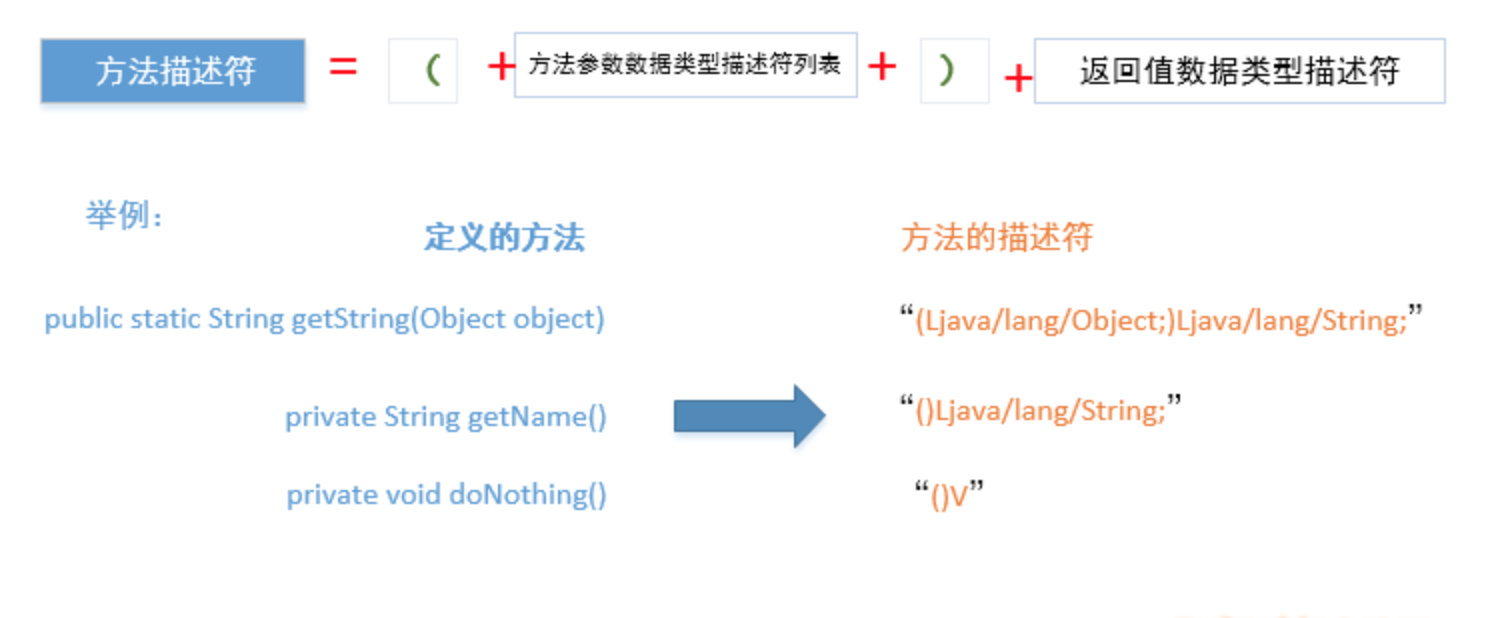 方法描述符 = ( + 方法参数数据类型描述符列表 + ) + 返回值数据类型描述符
举例：
定义的方法 方法的描述符
public static String getString(Object object) “(Ljava/lang/Object;)Ljava/lang/String;”
private String getName() “()Ljava/lang/String;”
private void doNothing() “()V”